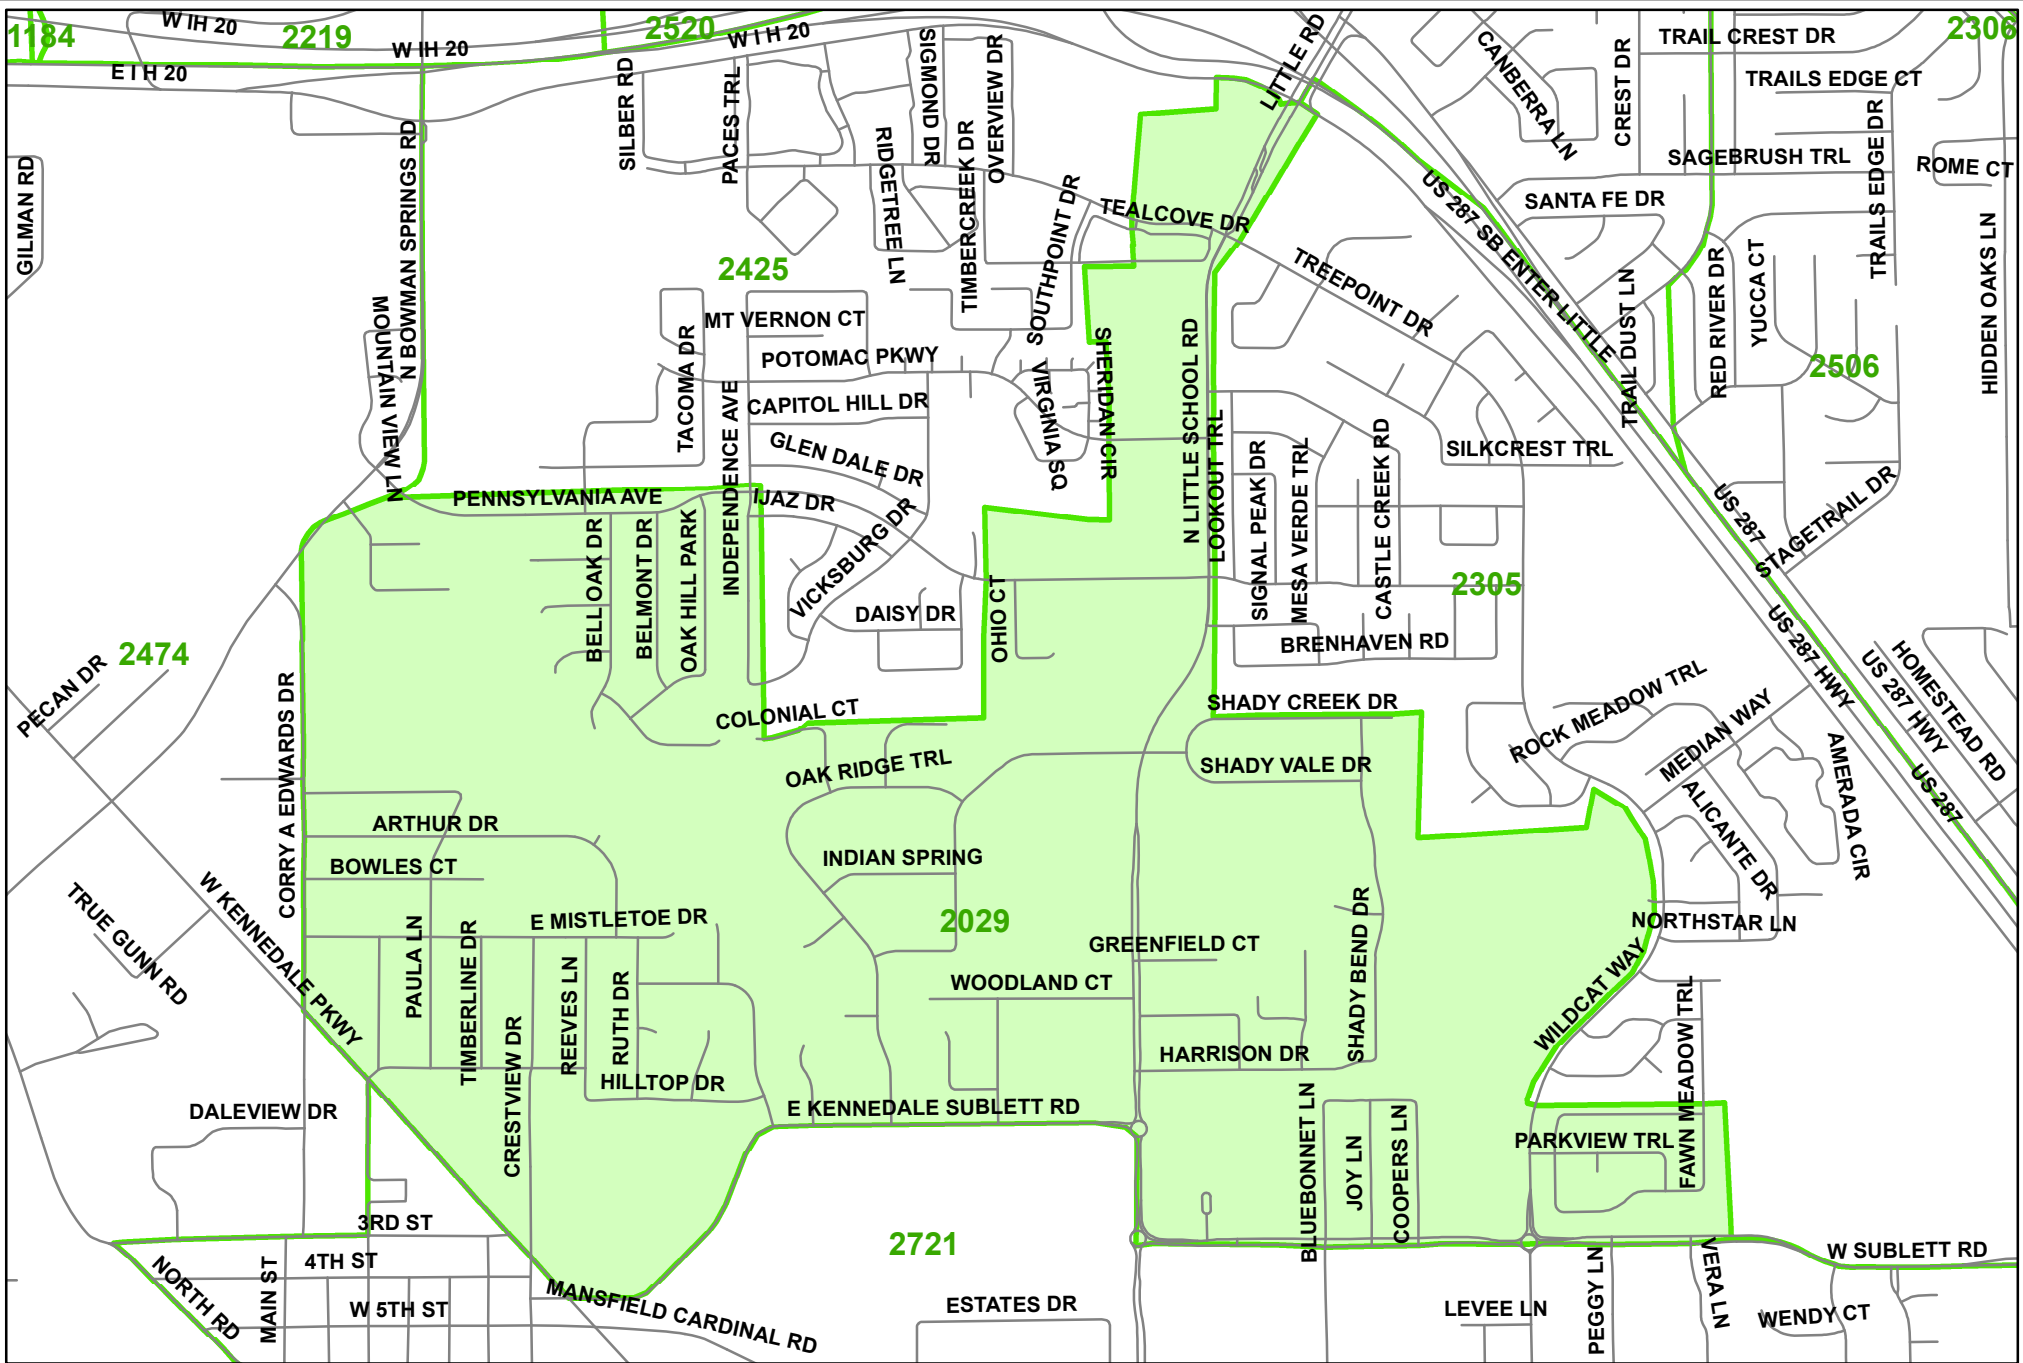 1184
W IH 20
2219
W IH 20
2520
W I H 20
E I H 20
2306
LITTLE RD
CANBERRA LN
CREST DR
TRAIL CREST DR
TRAILS EDGE CT
TRAILS EDGE DR
SAGEBRUSH TRL
ROME CT
SANTA FE DR
GILMAN RD
N BOWMAN SPRINGS RD
SILBER RD
PACES TRL
SIGMOND DR
OVERVIEW DR
RIDGETREE LN
TIMBERCREEK DR
SOUTHPOINT DR
TEALCOVE DR
US 287 SB ENTER LITTLE
TREEPOINT DR
TRAIL DUST LN
RED RIVER DR
YUCCA CT
HIDDEN OAKS LN
2425
2506
MOUNTAIN VIEW LN
MT VERNON CT
POTOMAC PKWY
TACOMA DR
CAPITOL HILL DR
INDEPENDENCE AVE
GLEN DALE DR
VIRGINIA SQ
SHERIDAN CIR
N LITTLE SCHOOL RD
LOOKOUT TRL
SIGNAL PEAK DR
MESA VERDE TRL
CASTLE CREEK RD
SILKCREST TRL
PENNSYLVANIA AVE
IJAZ DR
VICKSBURG DR
BELL OAK DR
BELMONT DR
OAK HILL PARK
DAISY DR
OHIO CT
2305
BRENHAVEN RD
US 287
STAGETRAIL DR
US 287 HWY
US 287 HWY
HOMESTEAD RD
US 287
2474
PECAN DR
CORRY A EDWARDS DR
COLONIAL CT
SHADY CREEK DR
ROCK MEADOW TRL
MEDIAN WAY
AMERADA CIR
ALICANTE DR
OAK RIDGE TRL
SHADY VALE DR
ARTHUR DR
BOWLES CT
INDIAN SPRING
W KENNEDALE PKWY
TRUE GUNN RD
E MISTLETOE DR
2029
GREENFIELD CT
SHADY BEND DR
NORTHSTAR LN
WILDCAT WAY
PAULA LN
TIMBERLINE DR
CRESTVIEW DR
REEVES LN
RUTH DR
WOODLAND CT
HARRISON DR
FAWN MEADOW TRL
HILLTOP DR
E KENNEDALE SUBLETT RD
DALEVIEW DR
BLUEBONNET LN
JOY LN
COOPERS LN
PARKVIEW TRL
3RD ST
4TH ST
2721
W SUBLETT RD
NORTH RD
MAIN ST
W 5TH ST
MANSFIELD CARDINAL RD
ESTATES DR
LEVEE LN
PEGGY LN
VERA LN
WENDY CT